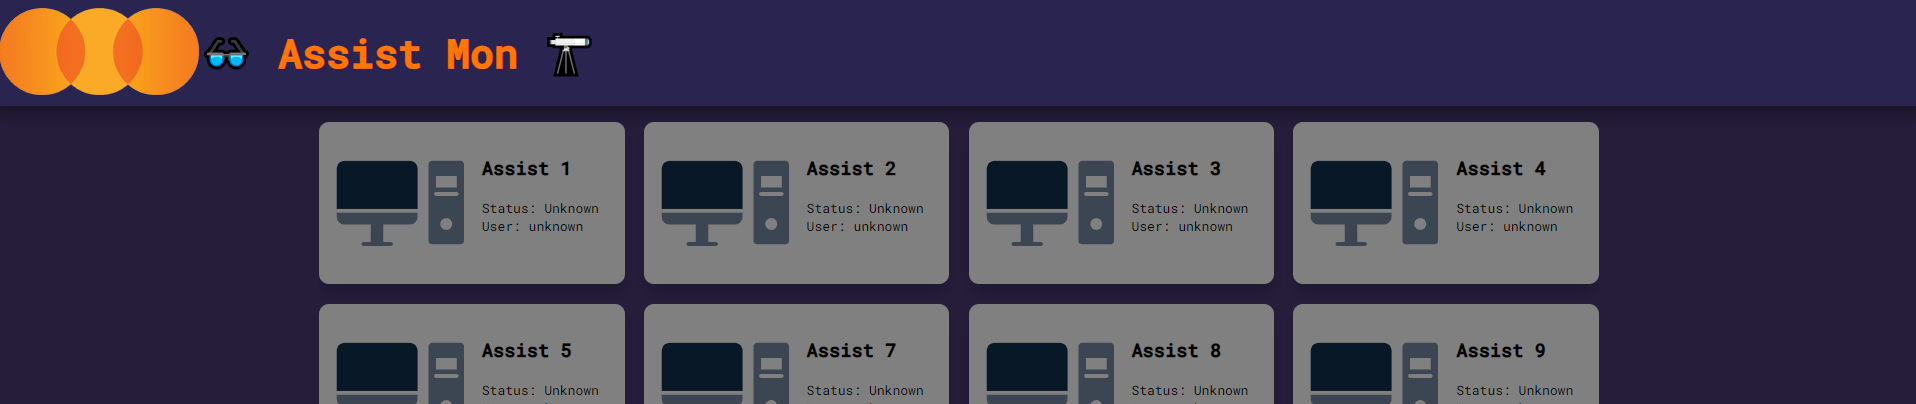 Assist Mon
Assist 1
Status: Unknown
User: unknown
Assist 2
Status: Unknown
User: unknown
Assist 3
Status: Unknown
User: unknown
Assist 4
Status: Unknown
User: unknown
Assist 5
Status: Unknown
Assist 7
Status: Unknown
Assist 8
Status: Unknown
Assist 9
Status: Unknown